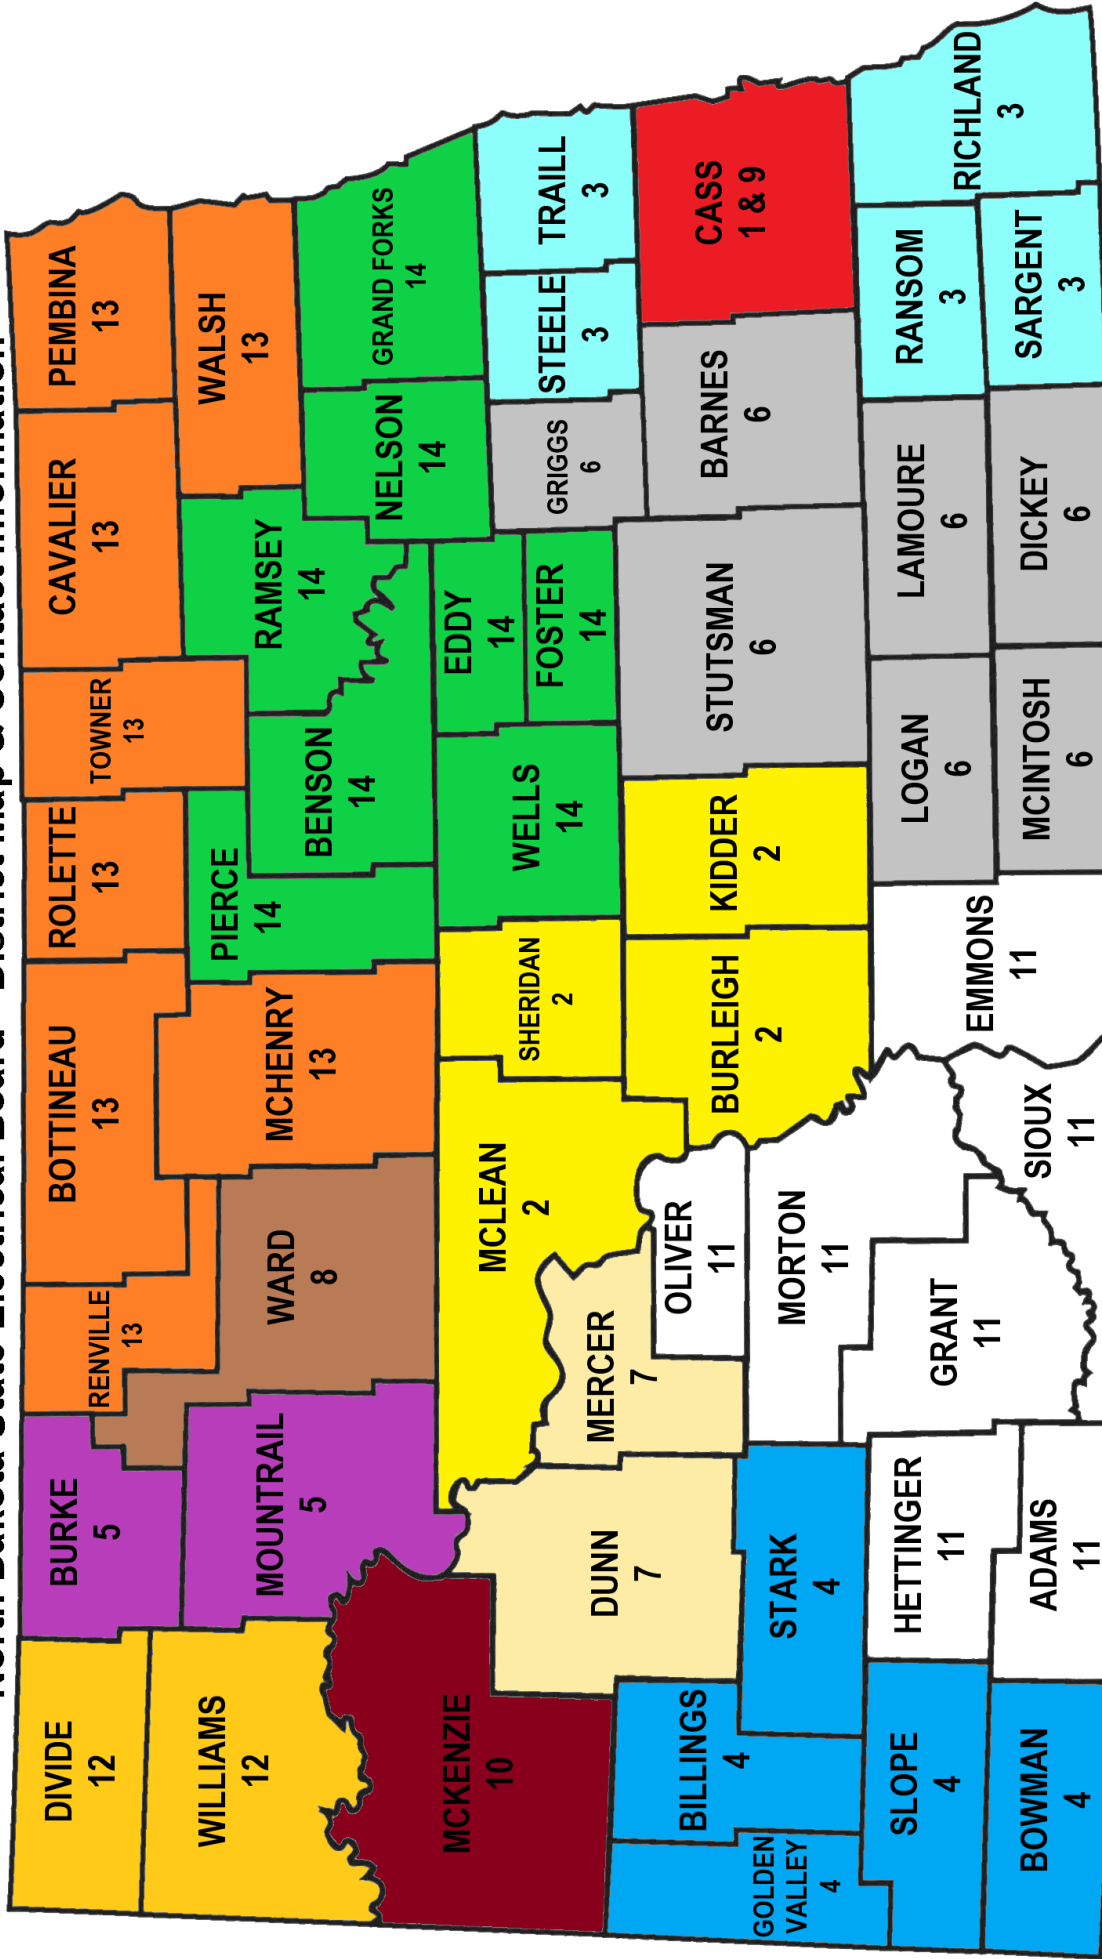 North Dakota State Electrical Board - District Map & Contact Information
DIVIDE
12
BURKE
5
RENVILLE
13
BOTTINEAU
13
ROLETTE
13
TOWNER
13
CAVALIER
13
PEMBINA
13
WILLIAMS
12
MOUNTRAIL
5
WARD
8
MCHENRY
13
PIERCE
14
BENSON
14
RAMSEY
14
WALSH
13
NELSON
14
GRAND FORKS
14
MCKENZIE
10
DUNN
7
MERCER
7
MCLEAN
2
SHERIDAN
2
WELLS
14
EDDY
14
FOSTER
14
GRIGGS
6
STEELE
3
TRAILL
3
GOLDEN
VALLEY
4
BILLINGS
4
STARK
4
OLIVER
11
MORTON
11
BURLEIGH
2
KIDDER
2
STUTSMAN
6
BARNES
6
CASS
1 & 9
SLOPE
4
HETTINGER
11
GRANT
11
EMMONS
11
LOGAN
6
LAMOURE
6
RANSOM
3
RICHLAND
3
BOWMAN
4
ADAMS
11
SIOUX
11
MCINTOSH
6
DICKEY
6
SARGENT
3